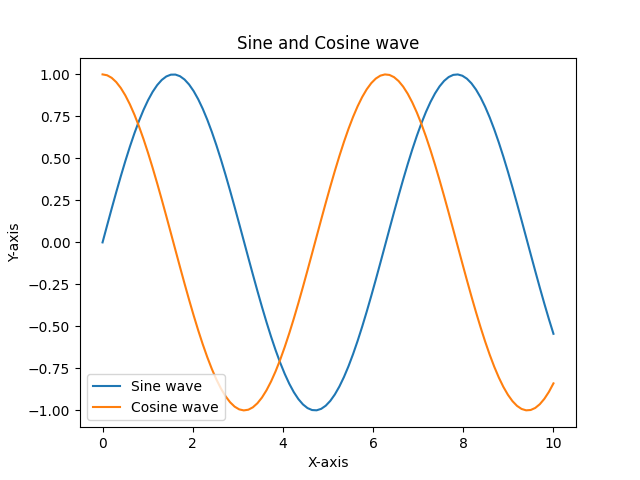 Sine and Cosine wave
1.00
0.75
0.50
0.25
0.00
−0.25
−0.50
−0.75
−1.00
Y-axis
Sine wave
Cosine wave
0 2 4 6 8 10
X-axis